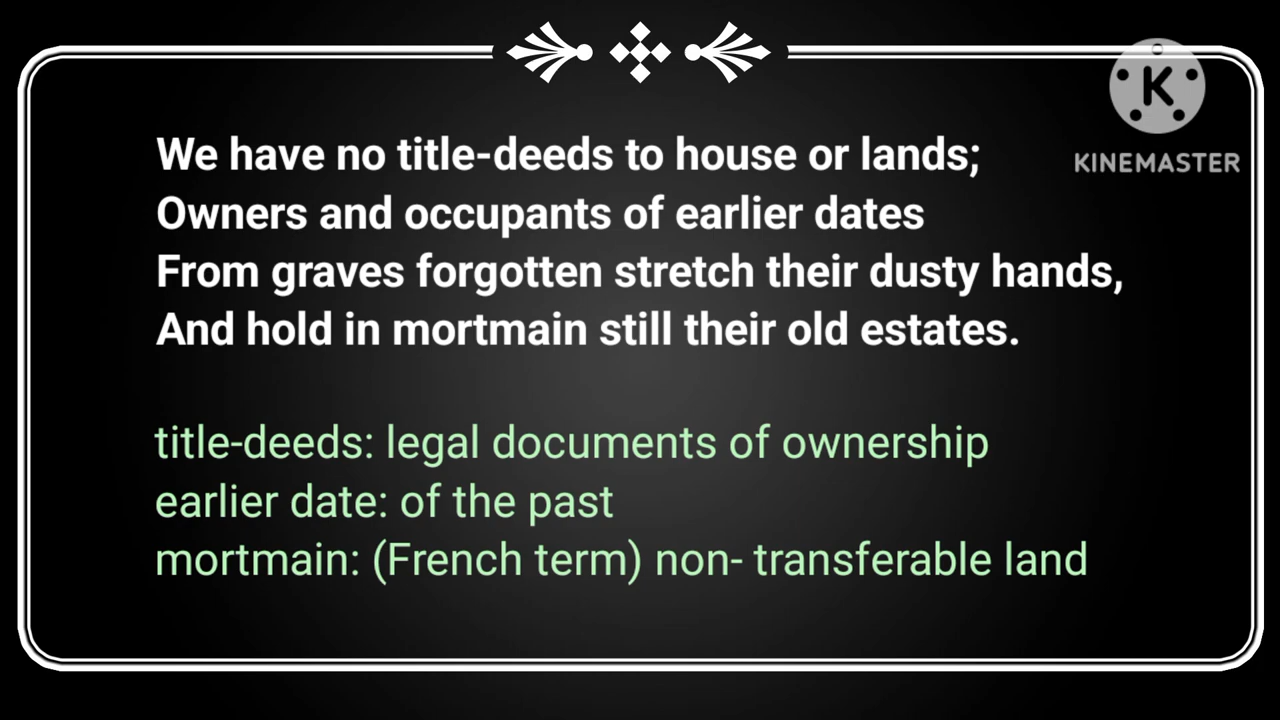 KINEMASTER
We have no title-deeds to house or lands;
Owners and occupants of earlier dates
From graves forgotten stretch their dusty hands,
And hold in mortmain still their old estates.
title-deeds: legal documents of ownership
earlier date: of the past
mortmain: (French term) non- transferable land